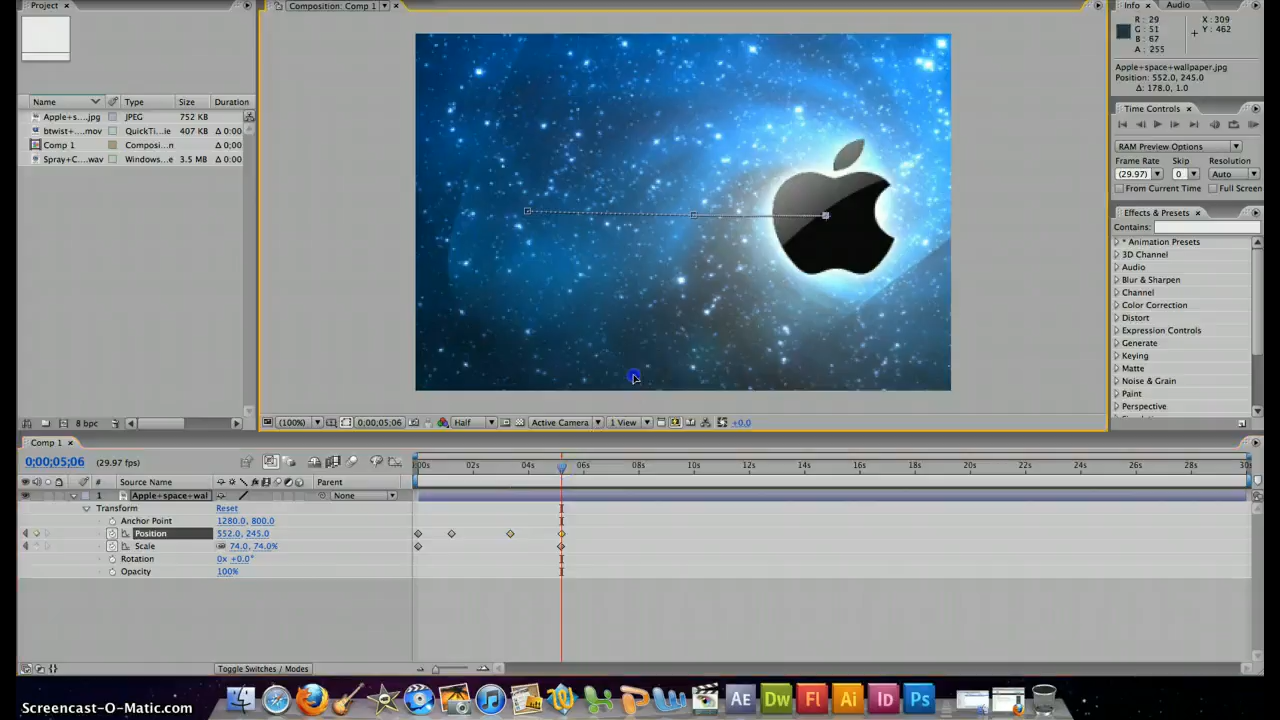 Project ×
Composition: Comp 1
Info × Audio
R : 29
G : 51
B : 67
A : 255
X : 309
Y : 462
Apple+space+wallpaper.jpg
Position: 552.0, 245.0
Δ: 178.0, 1.0
Name Type Size Duration
Apple+s....jpg JPEG 752 KB
btwist+....mov QuickTi...ie 407 KB Δ 0:00
Comp 1 Composi...n Δ 0;00
Spray+C....wav Windows...e 3.5 MB Δ 0:00
Time Controls ×
RAM Preview Options
Frame Rate Skip Resolution
(29.97) 0 Auto
From Current Time Full Screen
Effects & Presets ×
Contains:
* Animation Presets
3D Channel
Audio
Blur & Sharpen
Channel
Color Correction
Distort
Expression Controls
Generate
Keying
Matte
Noise & Grain
Paint
Perspective
8 bpc
(100%) 0;00;05;06 Half Active Camera 1 View +0.0
Comp 1 ×
0;00;05;06 (29.97 fps)
:00s 02s 04s 06s 08s 10s 12s 14s 16s 18s 20s 22s 24s 26s 28s 30s
# Source Name Parent
1 Apple+space+wal None
Transform Reset
Anchor Point 1280.0, 800.0
Position 552.0, 245.0
Scale 74.0, 74.0%
Rotation 0x +0.0°
Opacity 100%
Toggle Switches / Modes
AE Dw Fl Ai Id Ps
Screencast-O-Matic.com